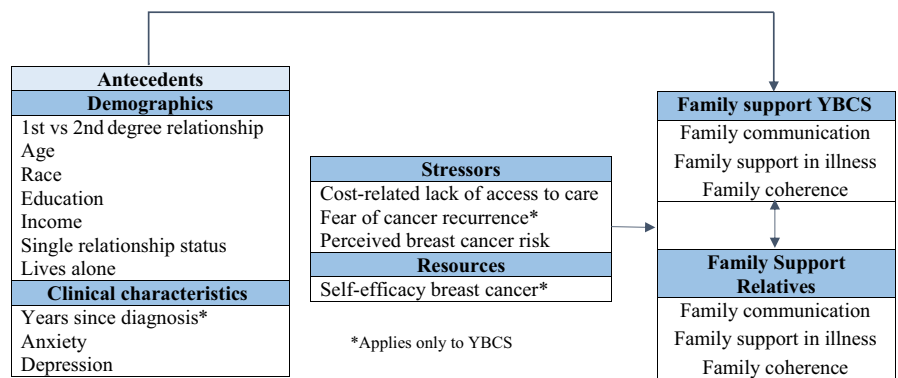 Antecedents
Demographics
1st vs 2nd degree relationship
Age
Race
Education
Income
Single relationship status
Lives alone
Clinical characteristics
Years since diagnosis*
Anxiety
Depression
Stressors
Cost-related lack of access to care
Fear of cancer recurrence*
Perceived breast cancer risk
Resources
Self-efficacy breast cancer*
*Applies only to YBCS
Family support YBCS
Family communication
Family support in illness
Family coherence
Family Support
Relatives
Family communication
Family support in illness
Family coherence